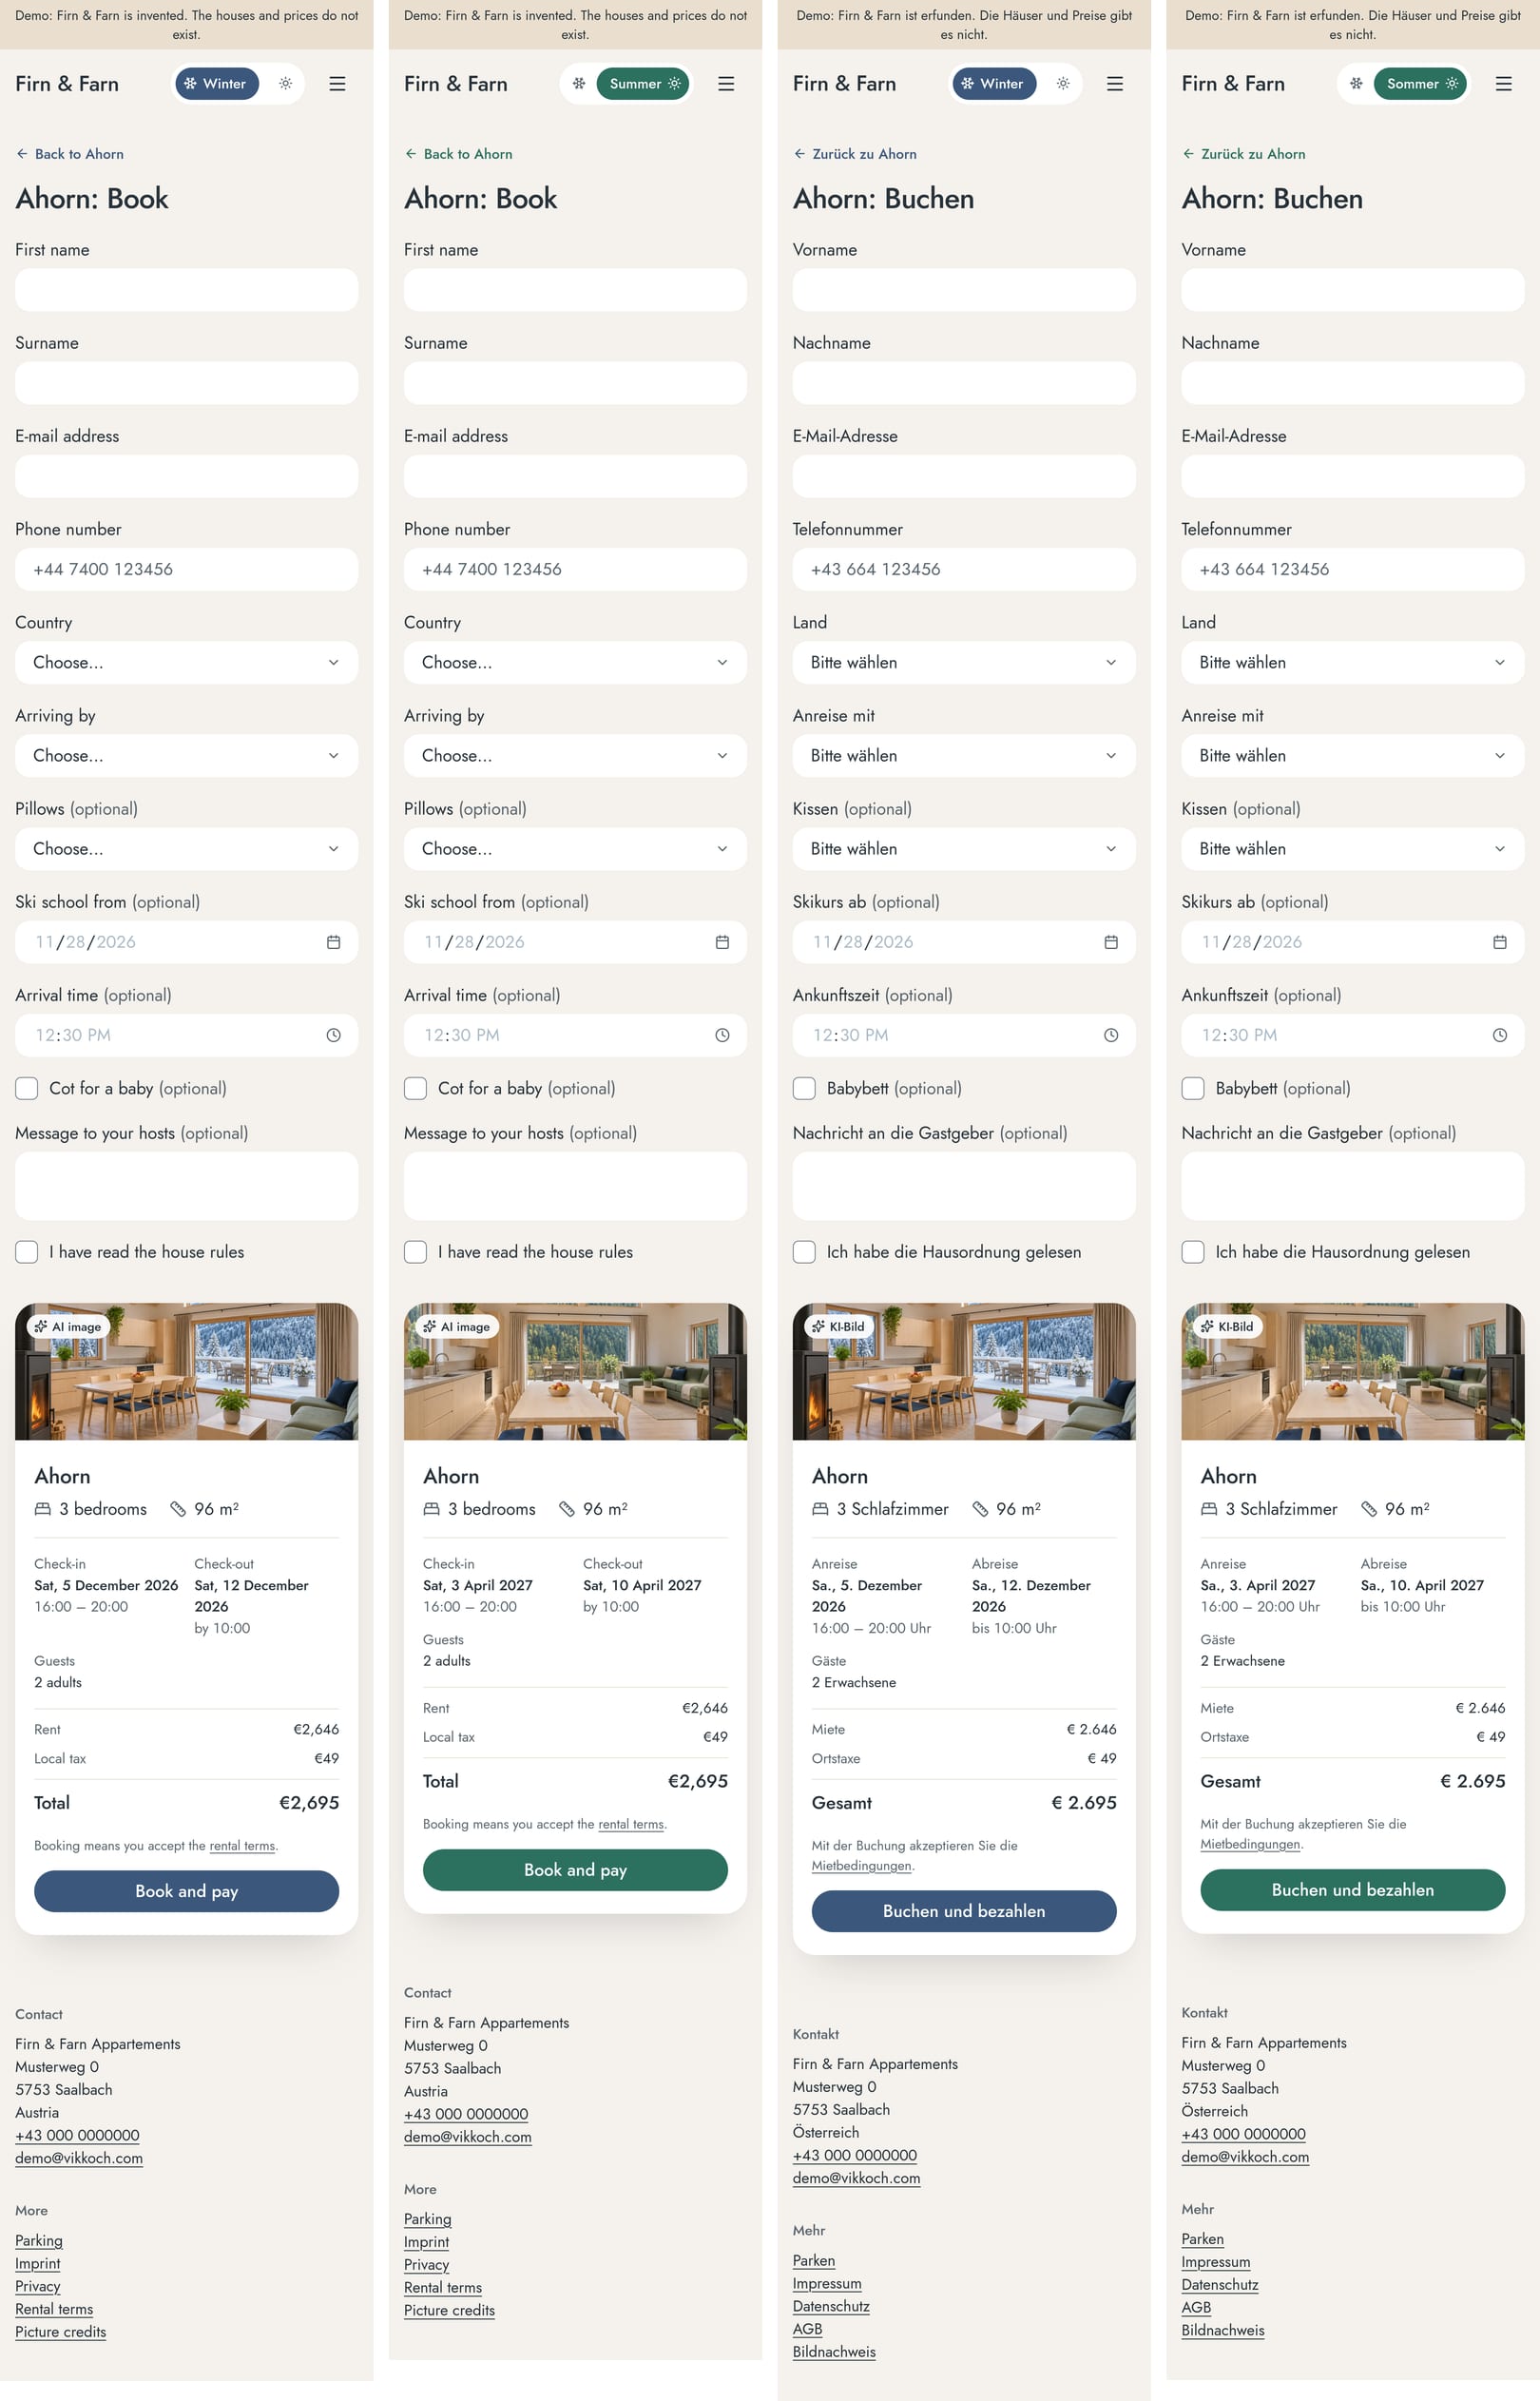 Demo: Firn & Farn is invented. The houses and prices do not
exist.
Firn & Farn
Winter
Back to Ahorn
Ahorn: Book
First name
Surname
E-mail address
Phone number
+44 7400 123456
Country
Choose...
Arriving by
Choose...
Pillows (optional)
Choose...
Ski school from (optional)
11/28/2026
Arrival time (optional)
12:30 PM
Cot for a baby (optional)
Message to your hosts (optional)
I have read the house rules
AI image
Ahorn
3 bedrooms 96 m²
Check-in Check-out
Sat, 5 December 2026 Sat, 12 December
2026
16:00 – 20:00
by 10:00
Guests
2 adults
Rent €2,646
Local tax €49
Total €2,695
Booking means you accept the rental terms.
Book and pay
Contact
Firn & Farn Appartements
Musterweg 0
5753 Saalbach
Austria
+43 000 0000000
demo@vikkoch.com
More
Parking
Imprint
Privacy
Rental terms
Picture credits
Demo: Firn & Farn is invented. The houses and prices do not
exist.
Firn & Farn
Summer
Back to Ahorn
Ahorn: Book
First name
Surname
E-mail address
Phone number
+44 7400 123456
Country
Choose...
Arriving by
Choose...
Pillows (optional)
Choose...
Ski school from (optional)
11/28/2026
Arrival time (optional)
12:30 PM
Cot for a baby (optional)
Message to your hosts (optional)
I have read the house rules
AI image
Ahorn
3 bedrooms 96 m²
Check-in Check-out
Sat, 3 April 2027 Sat, 10 April 2027
16:00 – 20:00 by 10:00
Guests
2 adults
Rent €2,646
Local tax €49
Total €2,695
Booking means you accept the rental terms.
Book and pay
Contact
Firn & Farn Appartements
Musterweg 0
5753 Saalbach
Austria
+43 000 0000000
demo@vikkoch.com
More
Parking
Imprint
Privacy
Rental terms
Picture credits
Demo: Firn & Farn ist erfunden. Die Häuser und Preise gibt
es nicht.
Firn & Farn
Winter
Zurück zu Ahorn
Ahorn: Buchen
Vorname
Nachname
E-Mail-Adresse
Telefonnummer
+43 664 123456
Land
Bitte wählen
Anreise mit
Bitte wählen
Kissen (optional)
Bitte wählen
Skikurs ab (optional)
11/28/2026
Ankunftszeit (optional)
12:30 PM
Babybett (optional)
Nachricht an die Gastgeber (optional)
Ich habe die Hausordnung gelesen
KI-Bild
Ahorn
3 Schlafzimmer 96 m²
Anreise Abreise
Sa., 5. Dezember Sa., 12. Dezember
2026 2026
16:00 – 20:00 Uhr bis 10:00 Uhr
Gäste
2 Erwachsene
Miete € 2.646
Ortstaxe € 49
Gesamt € 2.695
Mit der Buchung akzeptieren Sie die
Mietbedingungen.
Buchen und bezahlen
Kontakt
Firn & Farn Appartements
Musterweg 0
5753 Saalbach
Österreich
+43 000 0000000
demo@vikkoch.com
Mehr
Parken
Impressum
Datenschutz
AGB
Bildnachweis
Demo: Firn & Farn ist erfunden. Die Häuser und Preise gibt
es nicht.
Firn & Farn
Sommer
Zurück zu Ahorn
Ahorn: Buchen
Vorname
Nachname
E-Mail-Adresse
Telefonnummer
+43 664 123456
Land
Bitte wählen
Anreise mit
Bitte wählen
Kissen (optional)
Bitte wählen
Skikurs ab (optional)
11/28/2026
Ankunftszeit (optional)
12:30 PM
Babybett (optional)
Nachricht an die Gastgeber (optional)
Ich habe die Hausordnung gelesen
KI-Bild
Ahorn
3 Schlafzimmer 96 m²
Anreise Abreise
Sa., 3. April 2027 Sa., 10. April 2027
16:00 – 20:00 Uhr bis 10:00 Uhr
Gäste
2 Erwachsene
Miete € 2.646
Ortstaxe € 49
Gesamt € 2.695
Mit der Buchung akzeptieren Sie die
Mietbedingungen.
Buchen und bezahlen
Kontakt
Firn & Farn Appartements
Musterweg 0
5753 Saalbach
Österreich
+43 000 0000000
demo@vikkoch.com
Mehr
Parken
Impressum
Datenschutz
AGB
Bildnachweis